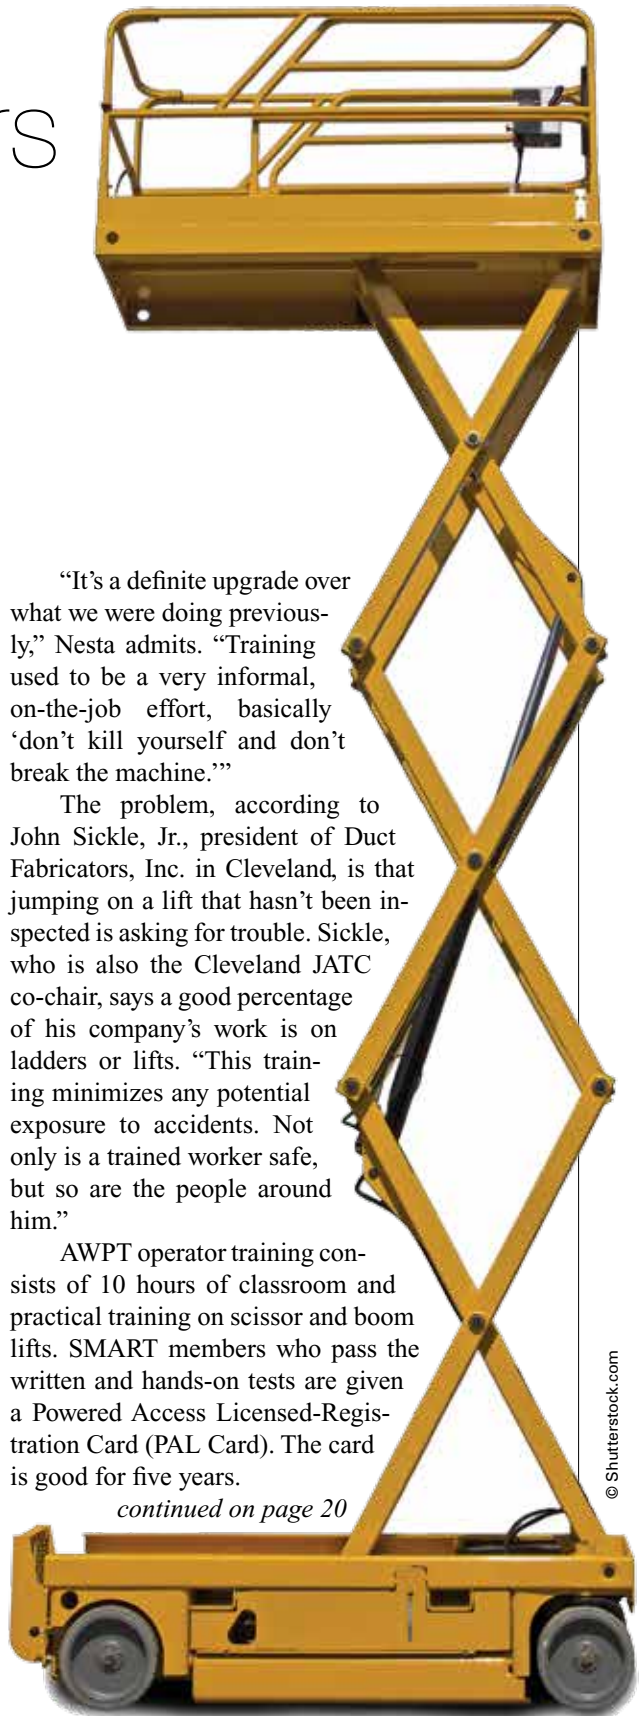 rs
“It’s a definite upgrade over
what we were doing previous-
ly,” Nesta admits. “Training
used to be a very informal,
on-the-job effort, basically
‘don’t kill yourself and don’t
break the machine.’”
The problem, according to
John Sickle, Jr., president of Duct
Fabricators, Inc. in Cleveland, is that
jumping on a lift that hasn’t been in-
spected is asking for trouble. Sickle,
who is also the Cleveland JATC
co-chair, says a good percentage
of his company’s work is on
ladders or lifts. “This train-
ing minimizes any potential
exposure to accidents. Not
only is a trained worker safe,
but so are the people around
him.”
AWPT operator training con-
sists of 10 hours of classroom and
practical training on scissor and boom
lifts. SMART members who pass the
written and hands-on tests are given
a Powered Access Licensed-Regis-
tration Card (PAL Card). The card
is good for five years.
continued on page 20
© Shutterstock.com